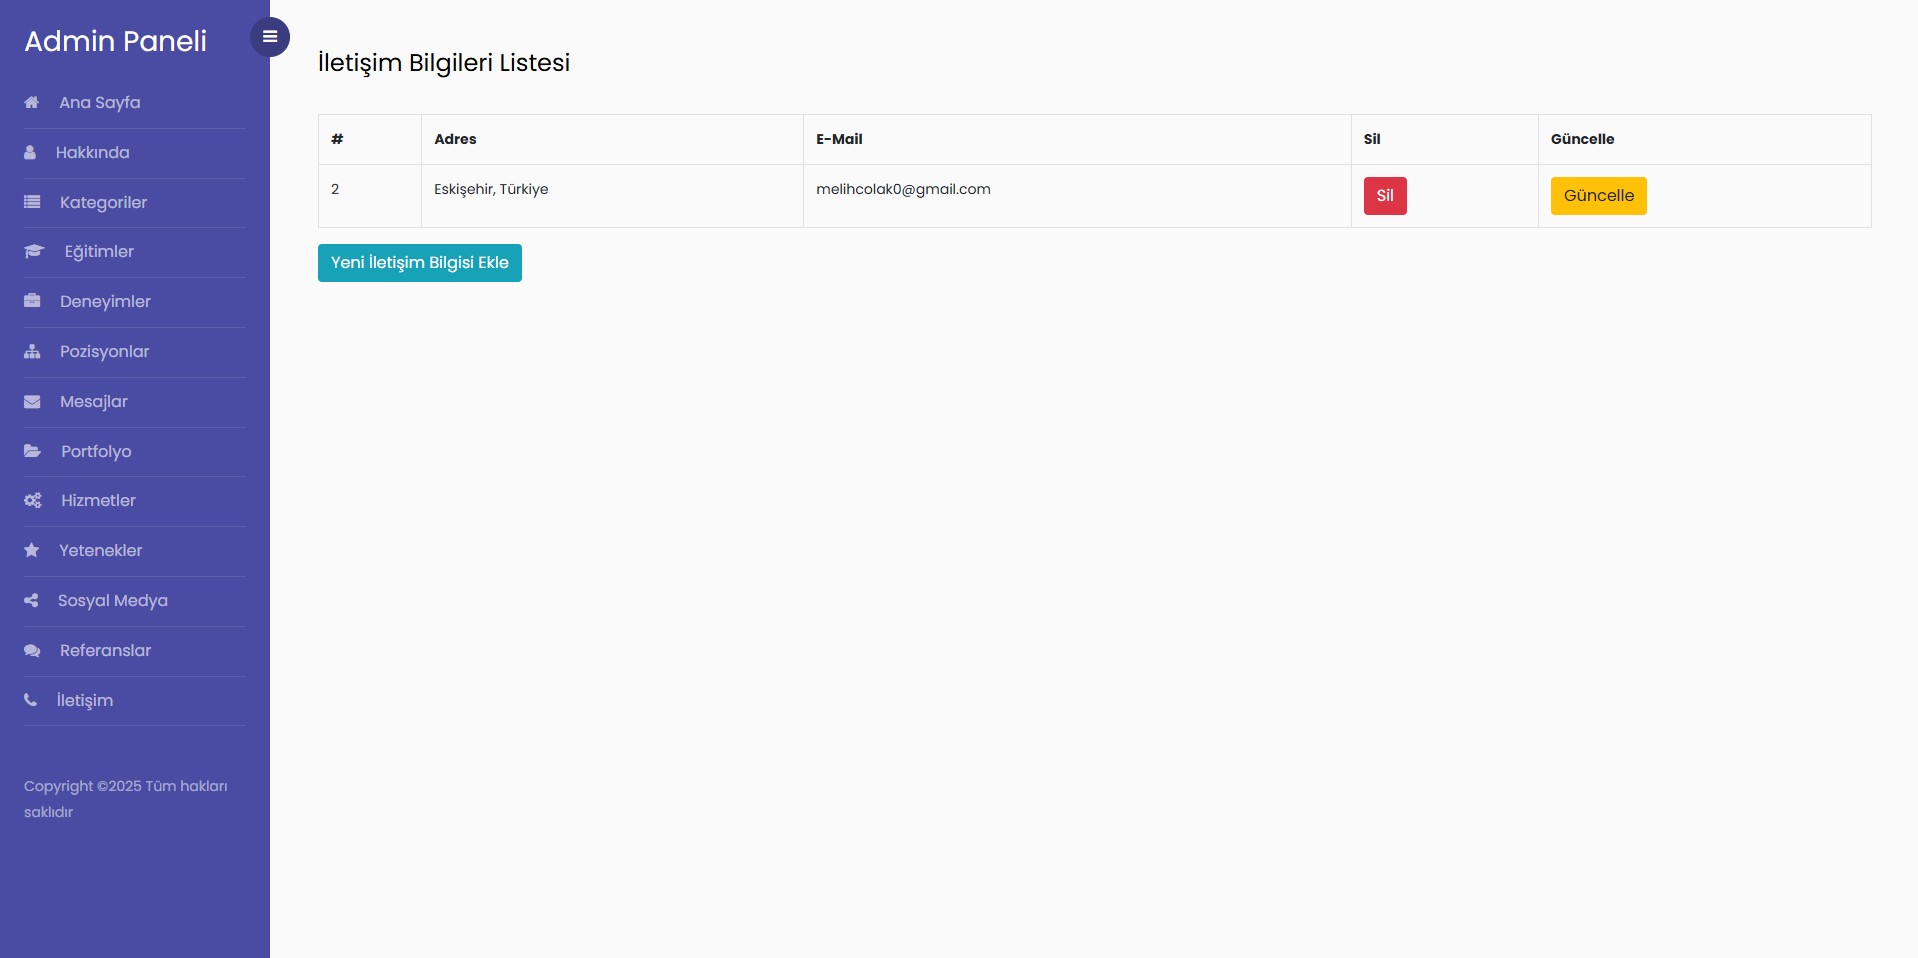 Admin Paneli
Ana Sayfa
Hakkında
Kategoriler
Eğitimler
Deneyimler
Pozisyonlar
Mesajlar
Portfolyo
Hizmetler
Yetenekler
Sosyal Medya
Referanslar
İletişim
Copyright ©2025 Tüm hakları
saklıdır
İletişim Bilgileri Listesi
# Adres E-Mail Sil Güncelle
2 Eskişehir, Türkiye melihcolak0@gmail.com Sil Güncelle
Yeni İletişim Bilgisi Ekle